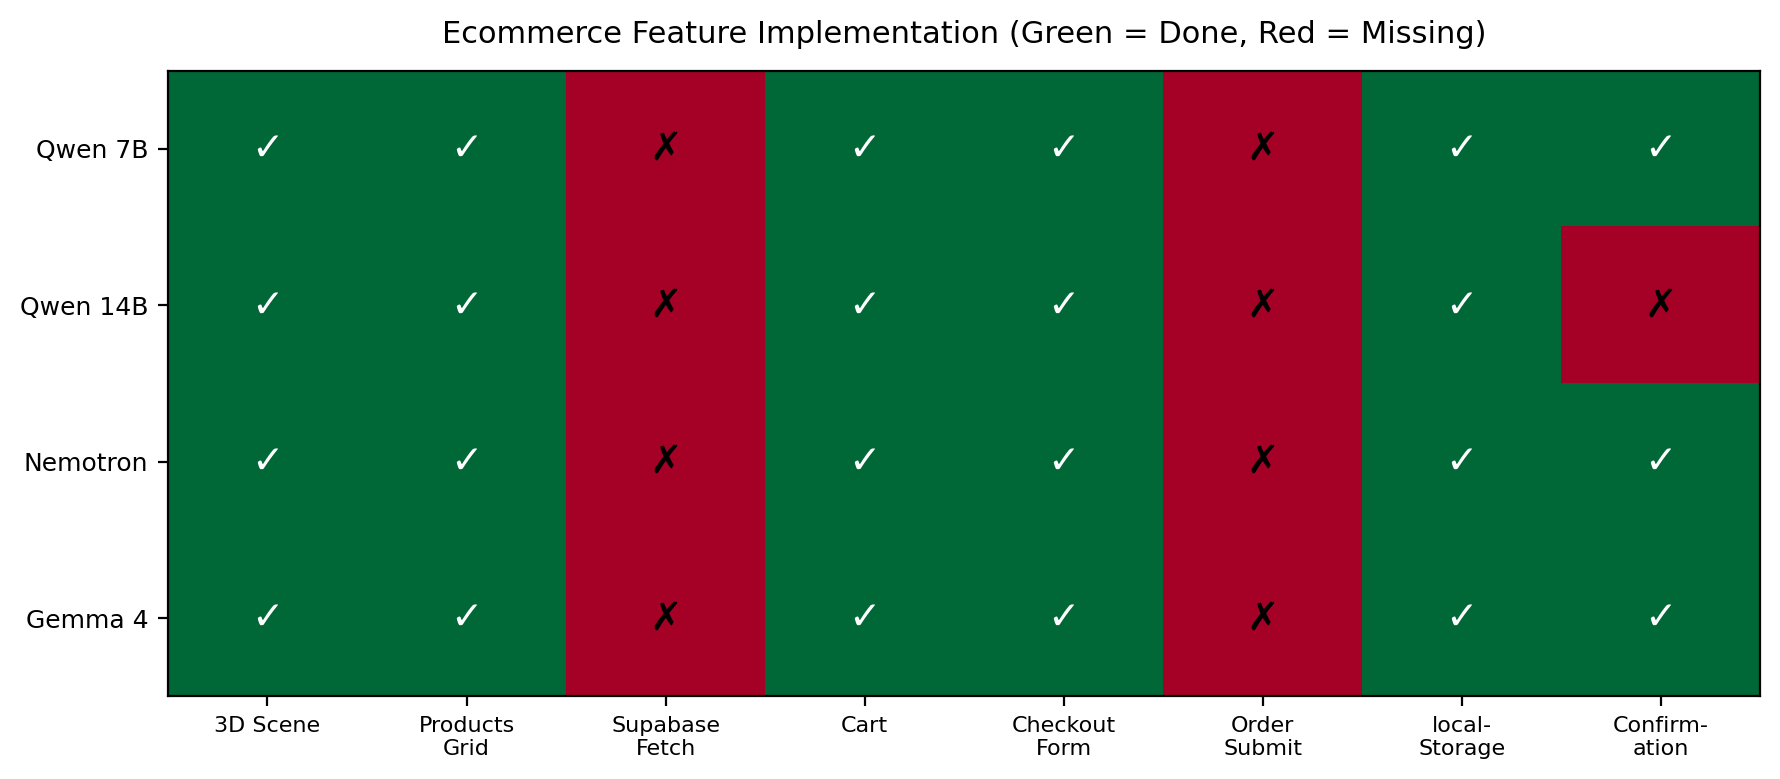 Ecommerce Feature Implementation (Green = Done, Red = Missing)
Qwen 7B ✓ ✓ ✗ ✓ ✓ ✗ ✓ ✓
Qwen 14B ✓ ✓ ✗ ✓ ✓ ✗ ✓ ✗
Nemotron ✓ ✓ ✗ ✓ ✓ ✗ ✓ ✓
Gemma 4 ✓ ✓ ✗ ✓ ✓ ✗ ✓ ✓
3D Scene
Products
Grid
Supabase
Fetch
Cart
Checkout
Form
Order
Submit
local-
Storage
Confirm-
ation